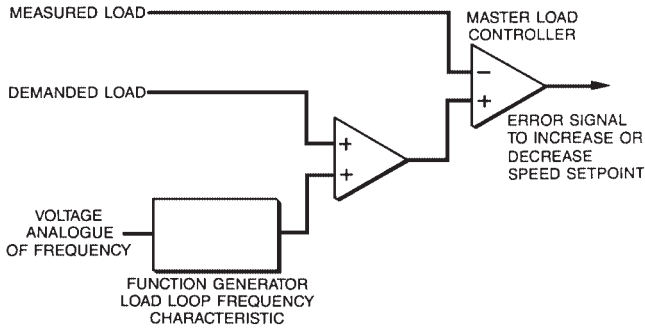 MEASURED LOAD
MASTER LOAD
CONTROLLER
−
+
DEMANDED LOAD
ERROR SIGNAL
TO INCREASE OR
DECREASE
SPEED SETPOINT
+
+
VOLTAGE
ANALOGUE
OF FREQUENCY
FUNCTION GENERATOR
LOAD LOOP FREQUENCY
CHARACTERISTIC